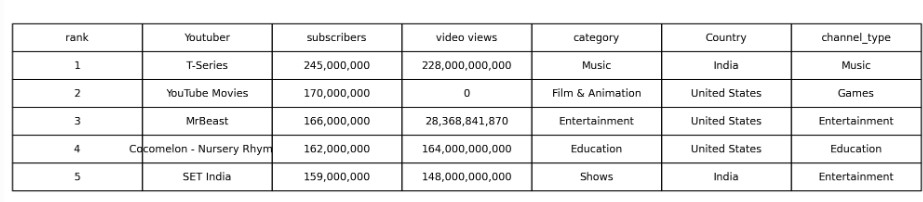 rank Youtuber subscribers video views category Country channel_type
1 T-Series 245,000,000 228,000,000,000 Music India Music
2 YouTube Movies 170,000,000 0 Film & Animation United States Games
3 MrBeast 166,000,000 28,368,841,870 Entertainment United States Entertainment
4 Cocomelon - Nursery Rhym 162,000,000 164,000,000,000 Education United States Education
5 SET India 159,000,000 148,000,000,000 Shows India Entertainment